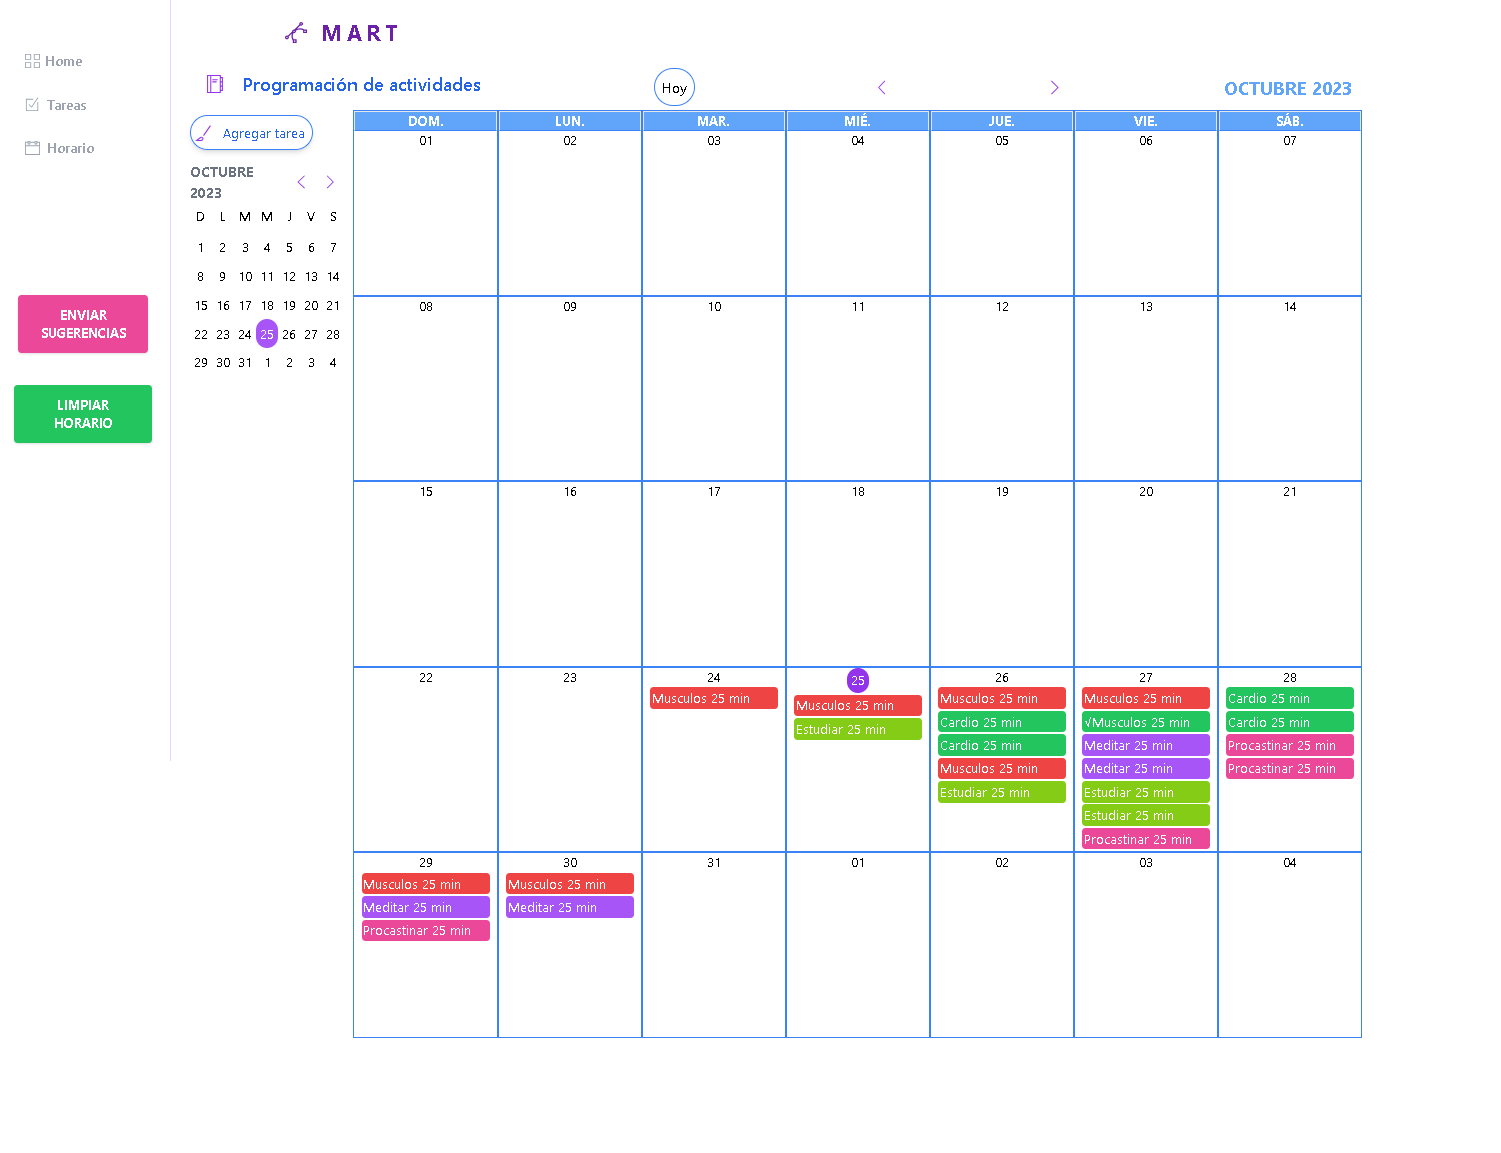 MART
Home
Tareas
Horario
ENVIAR
SUGERENCIAS
LIMPIAR
HORARIO
Programación de actividades
Hoy
OCTUBRE 2023
Agregar tarea
OCTUBRE
2023
D L M M J V S
1 2 3 4 5 6 7
8 9 10 11 12 13 14
15 16 17 18 19 20 21
22 23 24 25 26 27 28
29 30 31 1 2 3 4
DOM. LUN. MAR. MIÉ. JUE. VIE. SÁB.
01 02 03 04 05 06 07
08 09 10 11 12 13 14
15 16 17 18 19 20 21
22
23
24
Musculos 25 min
25
Musculos 25 min
Estudiar 25 min
26
Musculos 25 min
Cardio 25 min
Cardio 25 min
Musculos 25 min
Estudiar 25 min
27
Musculos 25 min
√Musculos 25 min
Meditar 25 min
Meditar 25 min
Estudiar 25 min
Estudiar 25 min
Procastinar 25 min
28
Cardio 25 min
Cardio 25 min
Procastinar 25 min
Procastinar 25 min
29
Musculos 25 min
Meditar 25 min
Procastinar 25 min
30
Musculos 25 min
Meditar 25 min
31
01
02
03
04